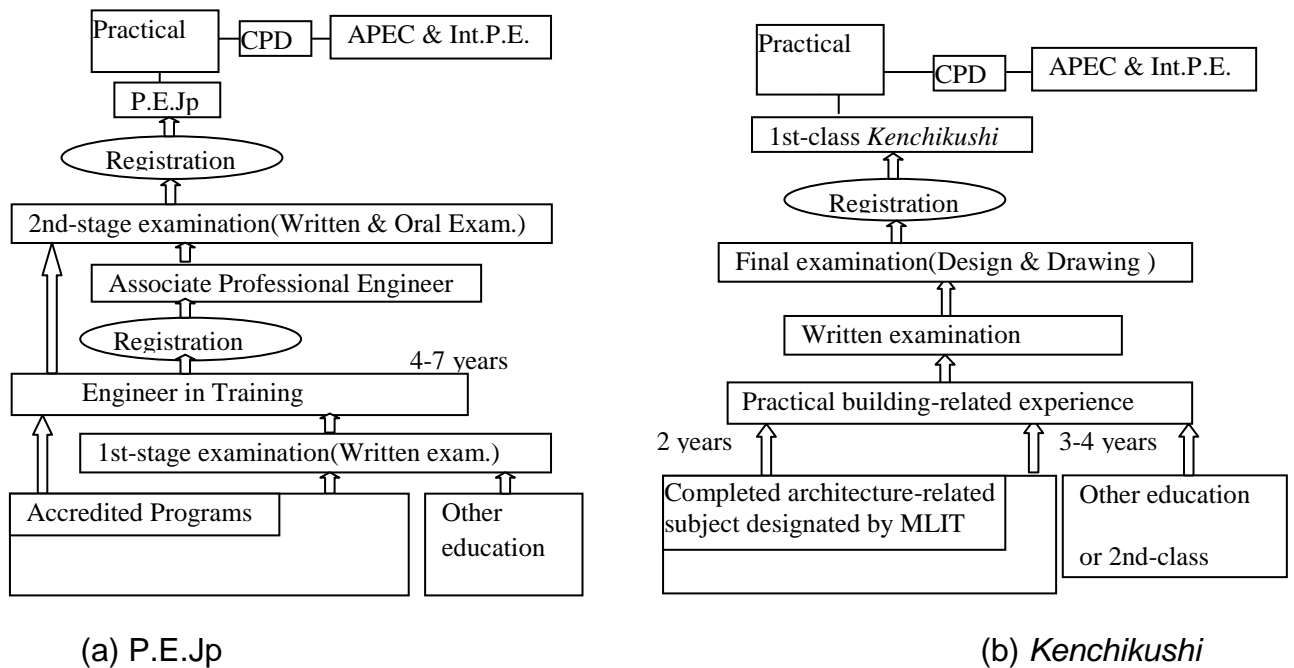 Practical
CPD
APEC & Int.P.E.
P.E.Jp
Registration
2nd-stage examination(Written & Oral Exam.)
Associate Professional Engineer
Registration
4-7 years
Engineer in Training
1st-stage examination(Written exam.)
Accredited Programs
Other
education
(a) P.E.Jp
Practical
CPD
APEC & Int.P.E.
1st-class Kenchikushi
Registration
Final examination(Design & Drawing )
Written examination
Practical building-related experience
2 years
3-4 years
Completed architecture-related
subject designated by MLIT
Other education
or 2nd-class
(b) Kenchikushi